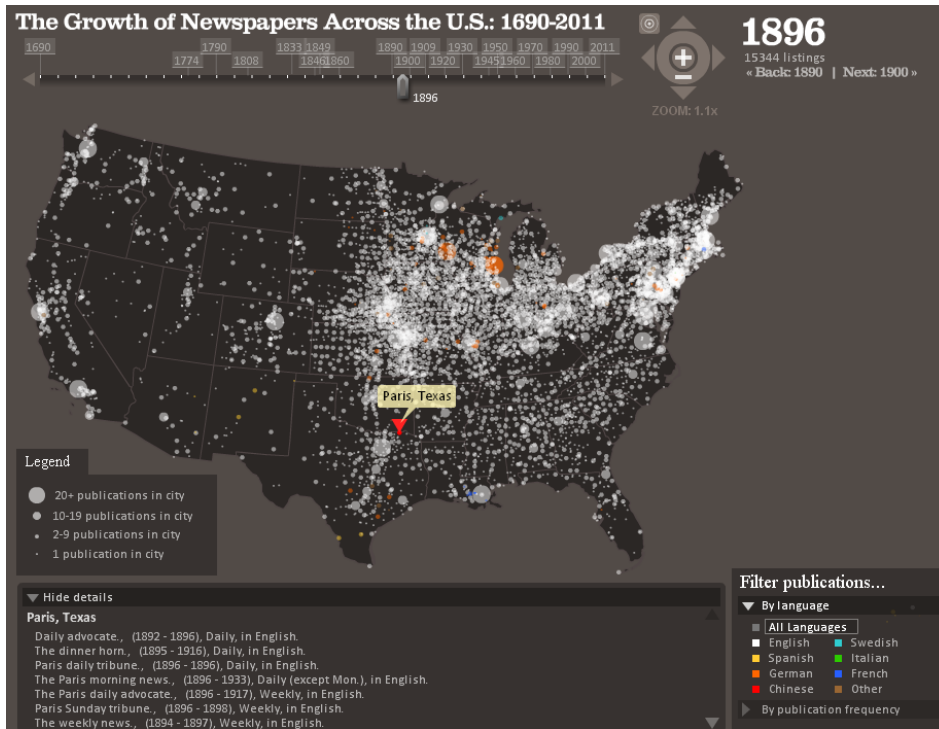 The Growth of Newspapers Across the U.S.: 1690-2011
1690 1790 1833 1849 1890 1909 1930 1950 1970 1990 2011
1774 1808 1846 1860 1900 1920 1945 1960 1980 2000
1896
ZOOM: 1.1x
1896
15344 listings
« Back: 1890 | Next: 1900 »
Paris, Texas
Legend
20+ publications in city
10-19 publications in city
2-9 publications in city
1 publication in city
Hide details
Paris, Texas
Daily advocate., (1892 - 1896), Daily, in English.
The dinner horn., (1895 - 1916), Daily, in English.
Paris daily tribune., (1896 - 1896), Daily, in English.
The Paris morning news., (1896 - 1933), Daily (except Mon.), in English.
The Paris daily advocate., (1896 - 1917), Weekly, in English.
Paris Sunday tribune., (1896 - 1898), Weekly, in English.
The weekly news., (1894 - 1897), Weekly, in English.
Filter publications...
By language
All Languages
English Swedish
Spanish Italian
German French
Chinese Other
By publication frequency